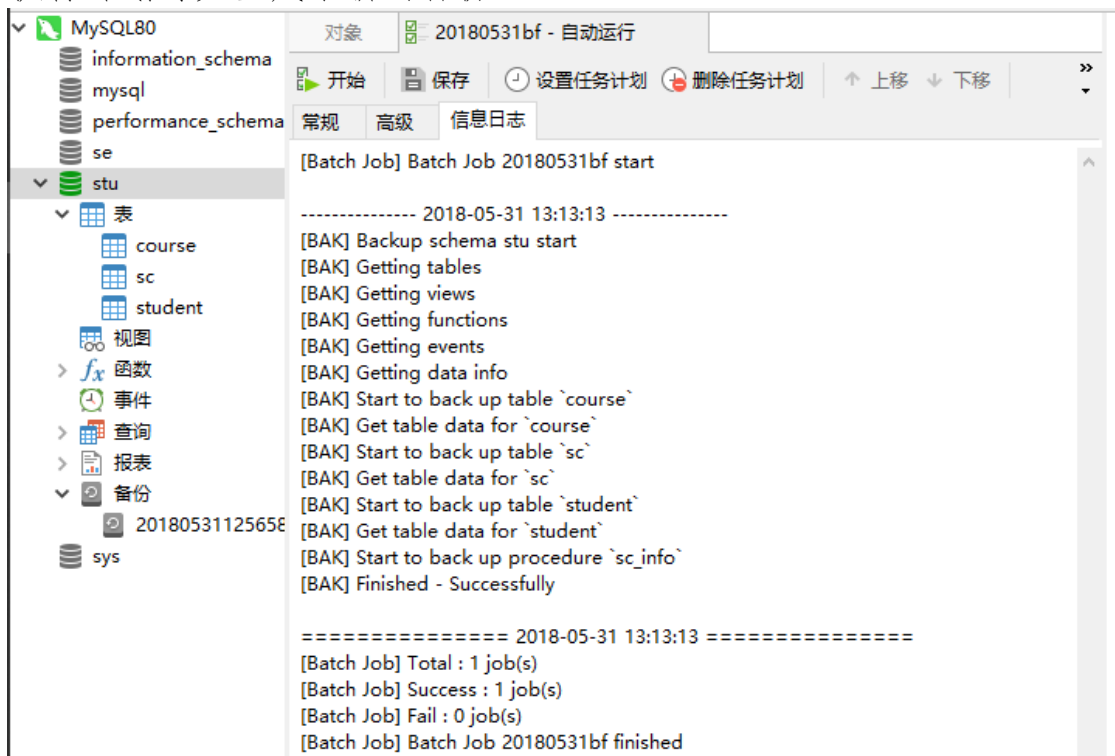 MySQL80
information_schema
mysql
performance_schema
se
stu
表
course
sc
student
视图
fx 函数
事件
查询
报表
备份
20180531125658
sys
对象
20180531bf - 自动运行
开始 保存 设置任务计划 删除任务计划 上移 下移
常规 高级 信息日志
[Batch Job] Batch Job 20180531bf start
--------------- 2018-05-31 13:13:13 ---------------
[BAK] Backup schema stu start
[BAK] Getting tables
[BAK] Getting views
[BAK] Getting functions
[BAK] Getting events
[BAK] Getting data info
[BAK] Start to back up table `course`
[BAK] Get table data for `course`
[BAK] Start to back up table `sc`
[BAK] Get table data for `sc`
[BAK] Start to back up table `student`
[BAK] Get table data for `student`
[BAK] Start to back up procedure `sc_info`
[BAK] Finished - Successfully
=============== 2018-05-31 13:13:13 ===============
[Batch Job] Total : 1 job(s)
[Batch Job] Success : 1 job(s)
[Batch Job] Fail : 0 job(s)
[Batch Job] Batch Job 20180531bf finished